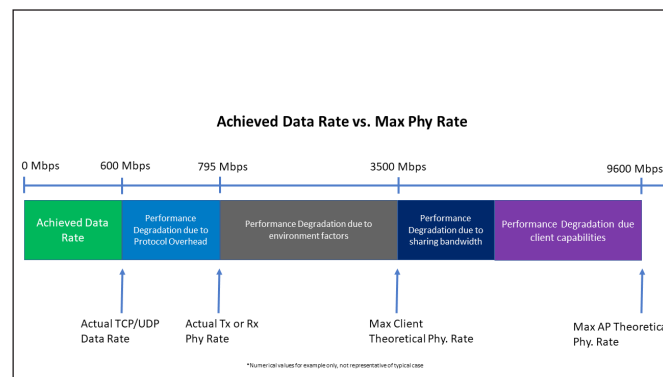 Achieved Data Rate vs. Max Phy Rate
0 Mbps
600 Mbps
795 Mbps
3500 Mbps
9600 Mbps
Achieved Data
Rate
Performance
Degradation due to
Protocol Overhead
Performance Degradation due to
environment factors
Performance
Degradation due to
sharing bandwidth
Performance Degradation due
client capabilities
Actual TCP/UDP
Data Rate
Actual Tx or Rx
Phy Rate
Max Client
Theoretical Phy. Rate
Max AP Theoretical
Phy. Rate
*Numerical values for example only, not representative of typical case